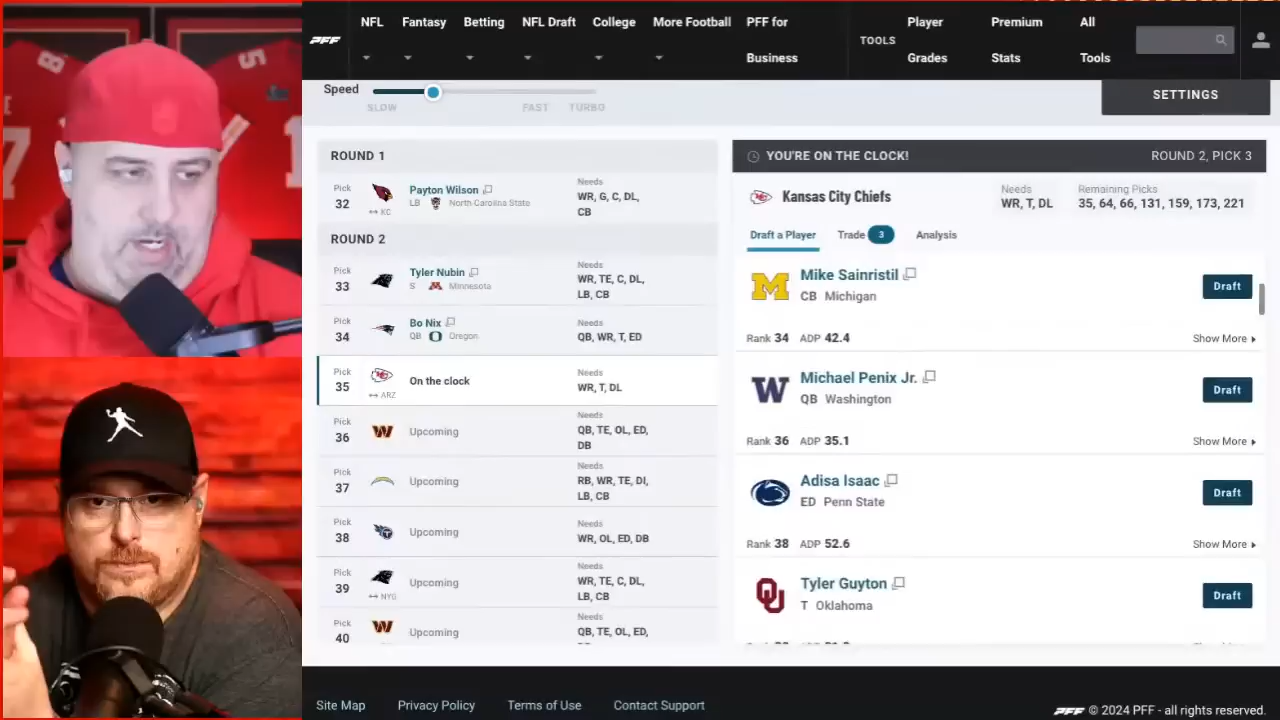 NFL
Fantasy
Betting
NFL Draft
College
More Football
PFF for Business
TOOLS
Player Grades
Premium Stats
All Tools
PFF
Speed
SLOW
FAST
TURBO
SETTINGS
ROUND 1
Pick 32
↔ KC
Payton Wilson
LB North Carolina State
Needs
WR, G, C, DL,
CB
ROUND 2
Pick 33
Tyler Nubin
S Minnesota
Needs
WR, TE, C, DL,
LB, CB
Pick 34
Bo Nix
QB Oregon
Needs
QB, WR, T, ED
Pick 35
↔ ARZ
On the clock
Needs
WR, T, DL
Pick 36
Upcoming
Needs
QB, TE, OL, ED,
DB
Pick 37
Upcoming
Needs
RB, WR, TE, DI,
LB, CB
Pick 38
Upcoming
Needs
WR, OL, ED, DB
Pick 39
↔ NYG
Upcoming
Needs
WR, TE, C, DL,
LB, CB
Pick 40
Upcoming
Needs
QB, TE, OL, ED,
YOU'RE ON THE CLOCK!
ROUND 2, PICK 3
Kansas City Chiefs
Needs
WR, T, DL
Remaining Picks
35, 64, 66, 131, 159, 173, 221
Draft a Player
Trade 3
Analysis
Mike Sainristil
CB Michigan
Draft
Rank 34 ADP 42.4
Show More
Michael Penix Jr.
QB Washington
Draft
Rank 36 ADP 35.1
Show More
Adisa Isaac
ED Penn State
Draft
Rank 38 ADP 52.6
Show More
Tyler Guyton
T Oklahoma
Draft
Site Map
Privacy Policy
Terms of Use
Contact Support
PFF © 2024 PFF - all rights reserved.